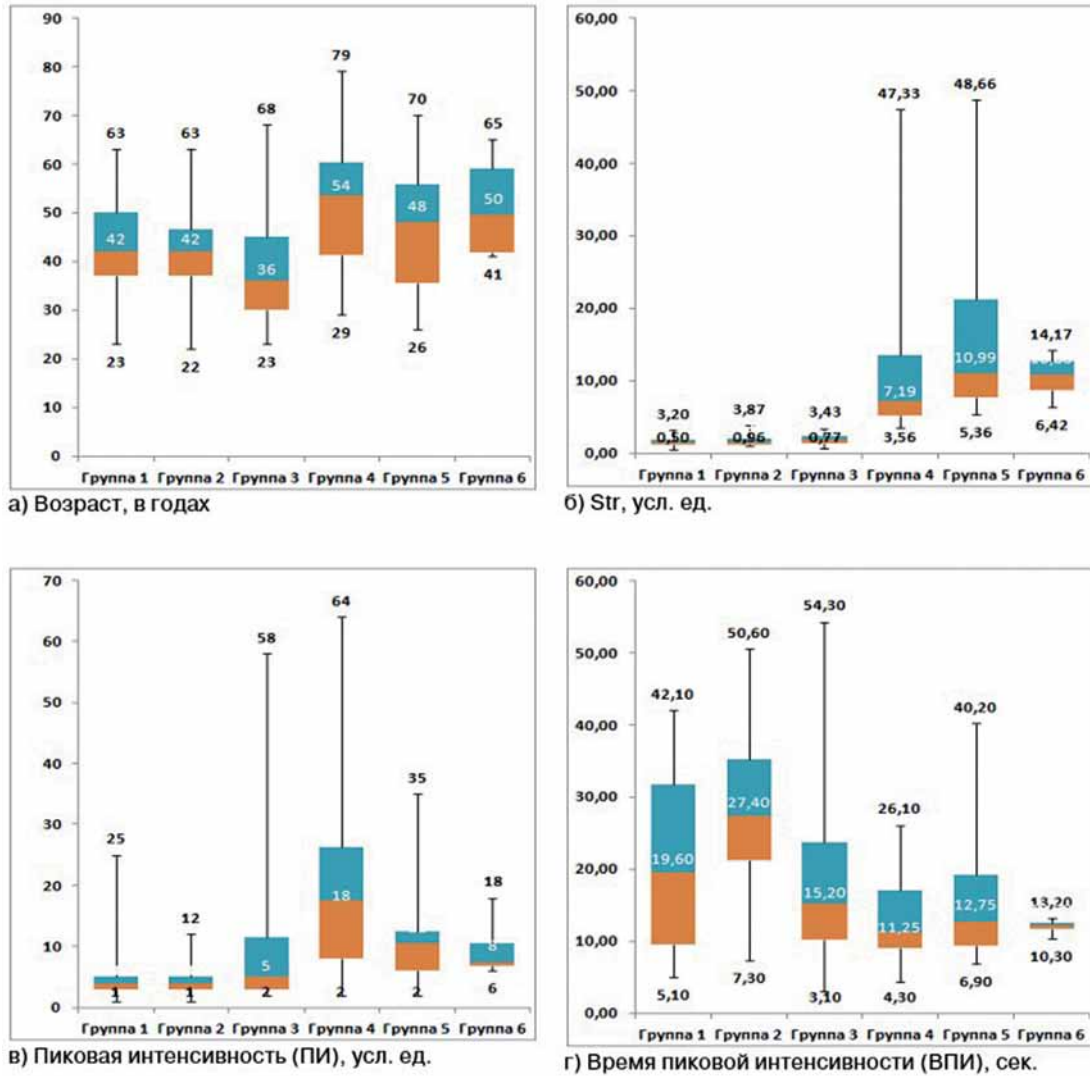 90
80
70
60
50
40
30
20
10
0
63 63 68 79 70 65
42 42 36 54 48 50
23 22 23 29 26 41
Группа 1 Группа 2 Группа 3 Группа 4 Группа 5 Группа 6
а) Возраст, в годах
60,00
50,00
40,00
30,00
20,00
10,00
0,00
3,20 3,87 3,43 47,33 48,66 14,17
7,19 10,99
0,50 0,96 0,77 3,56 5,36 6,42
Группа 1 Группа 2 Группа 3 Группа 4 Группа 5 Группа 6
б) Str, усл. ед.
70
60
50
40
30
20
10
0
25 12 58 64 35 18
5 18 8
1 1 2 2 2 6
Группа 1 Группа 2 Группа 3 Группа 4 Группа 5 Группа 6
в) Пиковая интенсивность (ПИ), усл. ед.
60,00
50,00
40,00
30,00
20,00
10,00
0,00
42,10 50,60 54,30 26,10 40,20 13,20
19,60 27,40 15,20 11,25 12,75
5,10 7,30 3,10 4,30 6,90 10,30
Группа 1 Группа 2 Группа 3 Группа 4 Группа 5 Группа 6
г) Время пиковой интенсивности (ВПИ), сек.